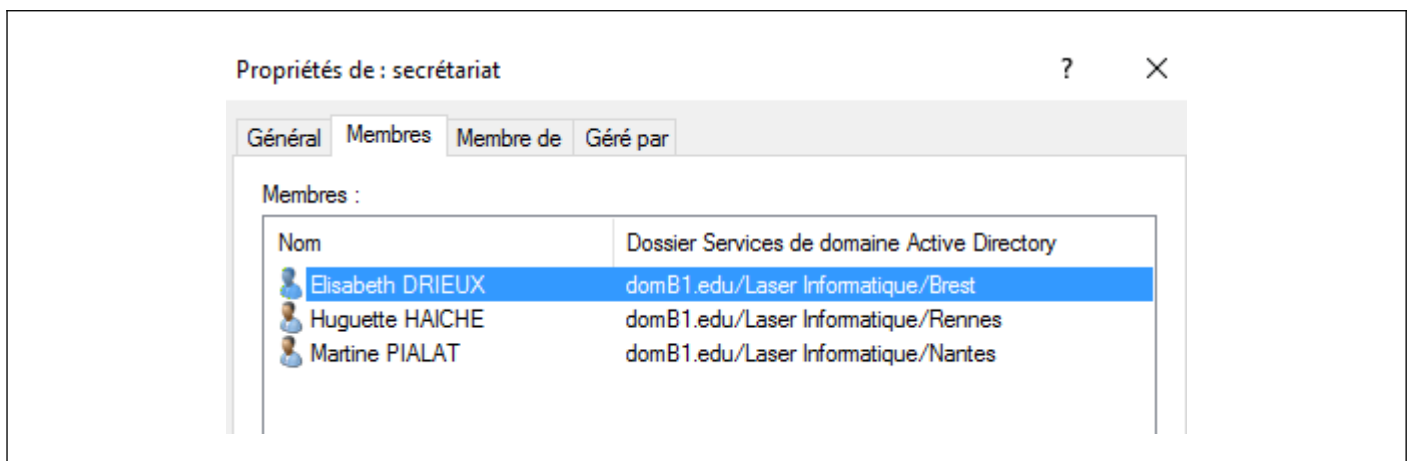 Propriétés de : secrétariat ? ×
Général Membres Membre de Géré par
Membres :
Nom Dossier Services de domaine Active Directory
Elisabeth DRIEUX domB1.edu/Laser Informatique/Brest
Huguette HAICHE domB1.edu/Laser Informatique/Rennes
Martine PIALAT domB1.edu/Laser Informatique/Nantes